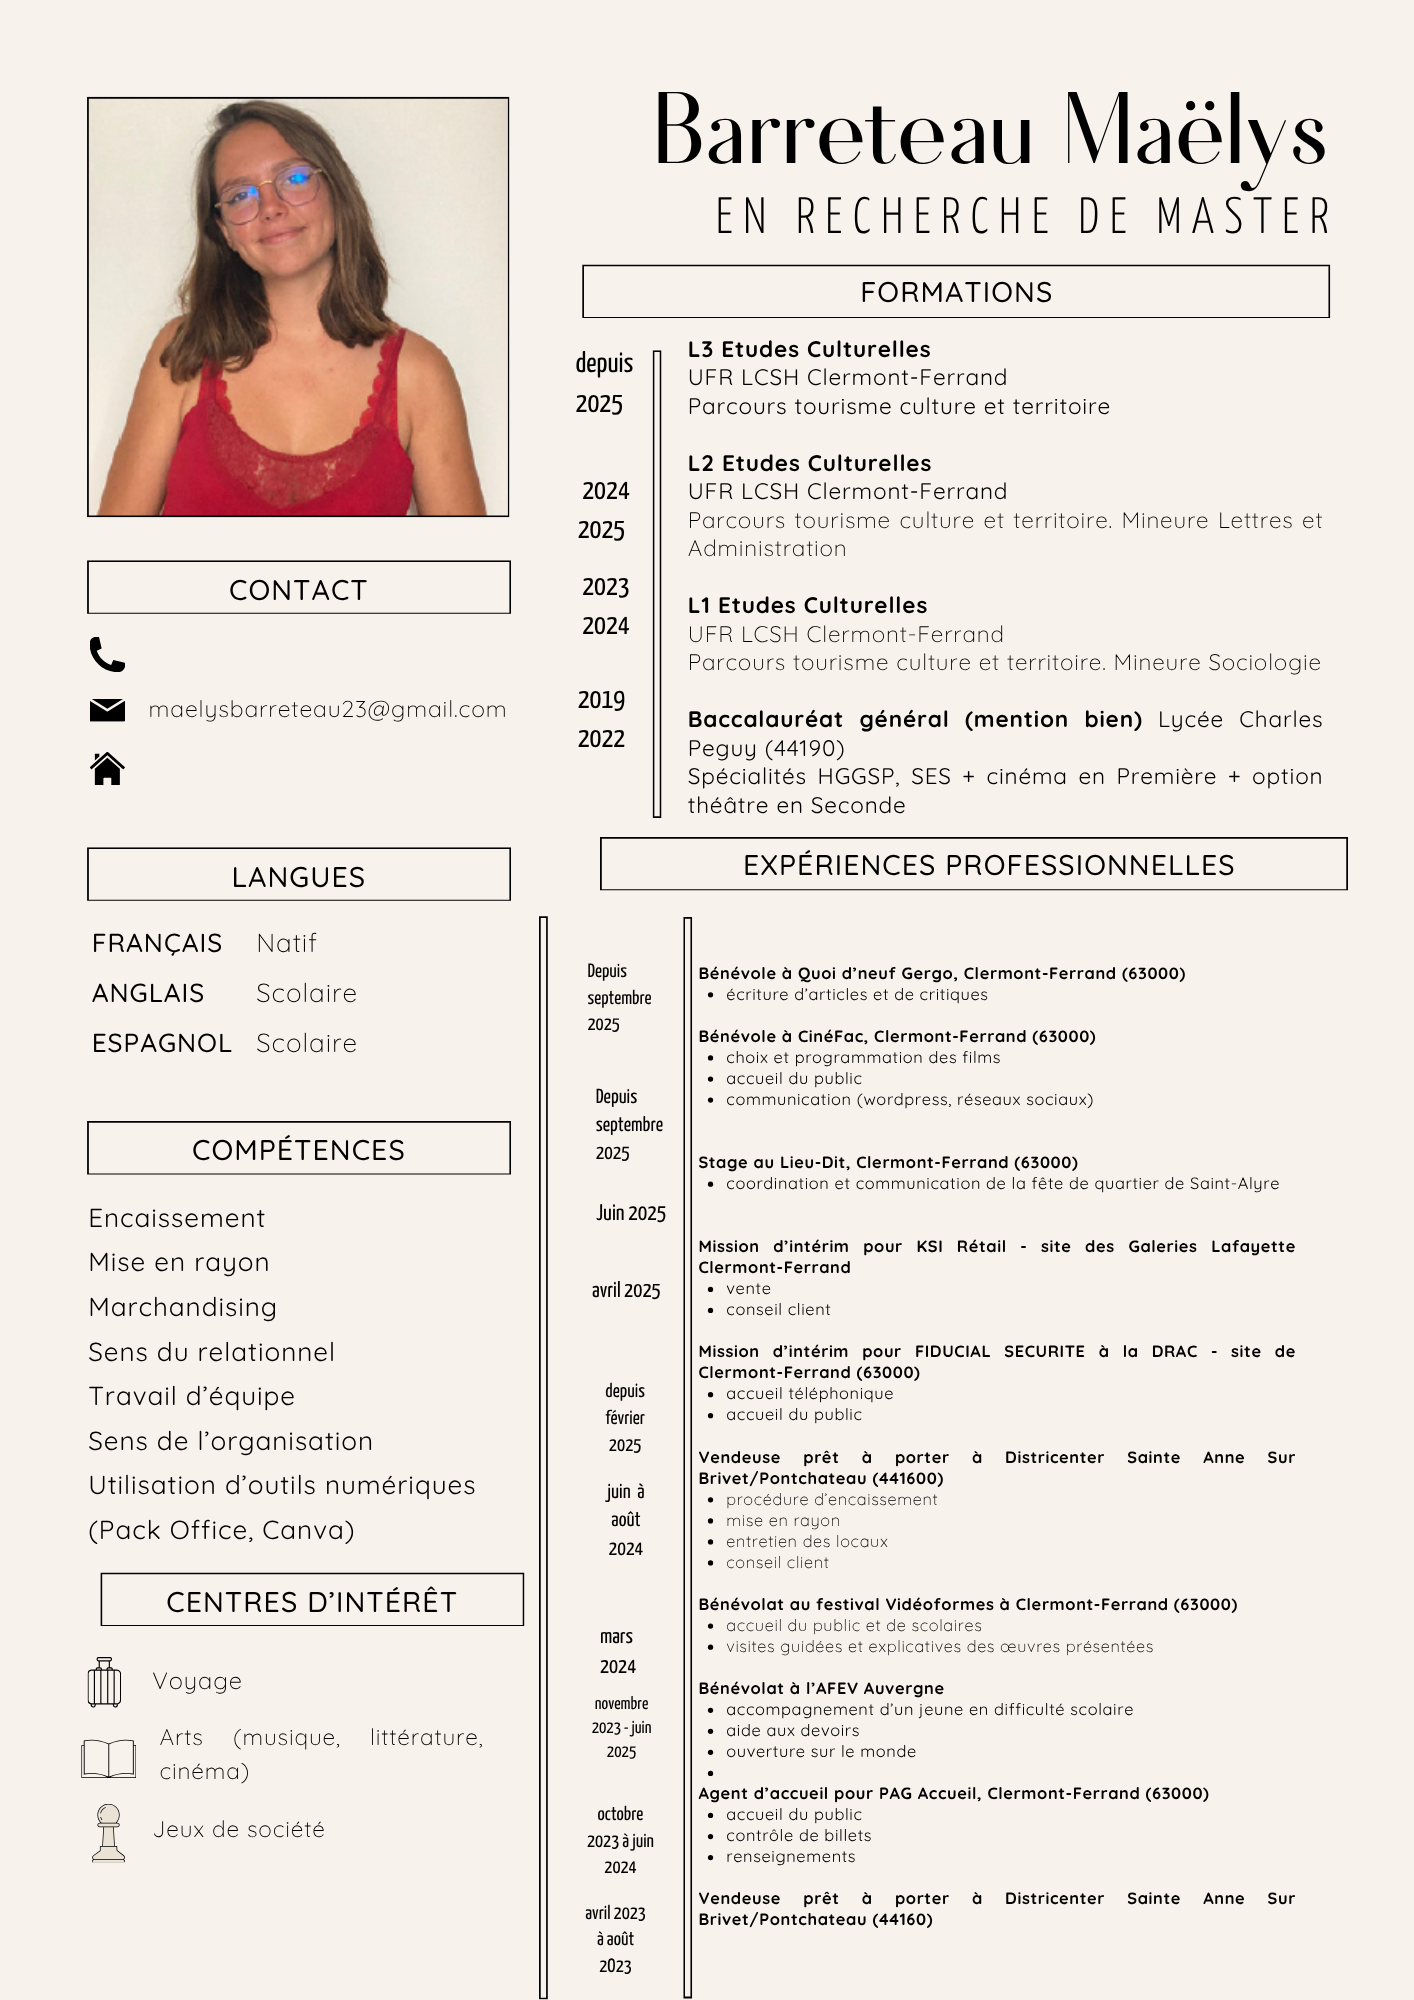 Barreteau Maëlys
EN RECHERCHE DE MASTER
CONTACT
maelysbarreteau23@gmail.com
LANGUES
FRANÇAIS Natif
ANGLAIS Scolaire
ESPAGNOL Scolaire
COMPÉTENCES
Encaissement
Mise en rayon
Marchandising
Sens du relationnel
Travail d’équipe
Sens de l’organisation
Utilisation d’outils numériques
(Pack Office, Canva)
CENTRES D’INTÉRÊT
Voyage
Arts (musique, littérature,
cinéma)
Jeux de société
FORMATIONS
depuis
2025
L3 Etudes Culturelles
UFR LCSH Clermont-Ferrand
Parcours tourisme culture et territoire
2024
2025
L2 Etudes Culturelles
UFR LCSH Clermont-Ferrand
Parcours tourisme culture et territoire. Mineure Lettres et
Administration
2023
2024
L1 Etudes Culturelles
UFR LCSH Clermont-Ferrand
Parcours tourisme culture et territoire. Mineure Sociologie
2019
2022
Baccalauréat général (mention bien) Lycée Charles
Peguy (44190)
Spécialités HGGSP, SES + cinéma en Première + option
théâtre en Seconde
EXPÉRIENCES PROFESSIONNELLES
Depuis
septembre
2025
Bénévole à Quoi d’neuf Gergo, Clermont-Ferrand (63000)
• écriture d’articles et de critiques
Depuis
septembre
2025
Bénévole à CinéFac, Clermont-Ferrand (63000)
• choix et programmation des films
• accueil du public
• communication (wordpress, réseaux sociaux)
Juin 2025
Stage au Lieu-Dit, Clermont-Ferrand (63000)
• coordination et communication de la fête de quartier de Saint-Alyre
avril 2025
Mission d’intérim pour KSI Rétail - site des Galeries Lafayette
Clermont-Ferrand
• vente
• conseil client
depuis
février
2025
Mission d’intérim pour FIDUCIAL SECURITE à la DRAC - site de
Clermont-Ferrand (63000)
• accueil téléphonique
• accueil du public
juin à
août
2024
Vendeuse prêt à porter à Districenter Sainte Anne Sur
Brivet/Pontchateau (441600)
• procédure d’encaissement
• mise en rayon
• entretien des locaux
• conseil client
mars
2024
Bénévolat au festival Vidéoformes à Clermont-Ferrand (63000)
• accueil du public et de scolaires
• visites guidées et explicatives des œuvres présentées
novembre
2023 - juin
2025
Bénévolat à l’AFEV Auvergne
• accompagnement d’un jeune en difficulté scolaire
• aide aux devoirs
• ouverture sur le monde
•
octobre
2023 à juin
2024
Agent d’accueil pour PAG Accueil, Clermont-Ferrand (63000)
• accueil du public
• contrôle de billets
• renseignements
avril 2023
à août
2023
Vendeuse prêt à porter à Districenter Sainte Anne Sur
Brivet/Pontchateau (44160)